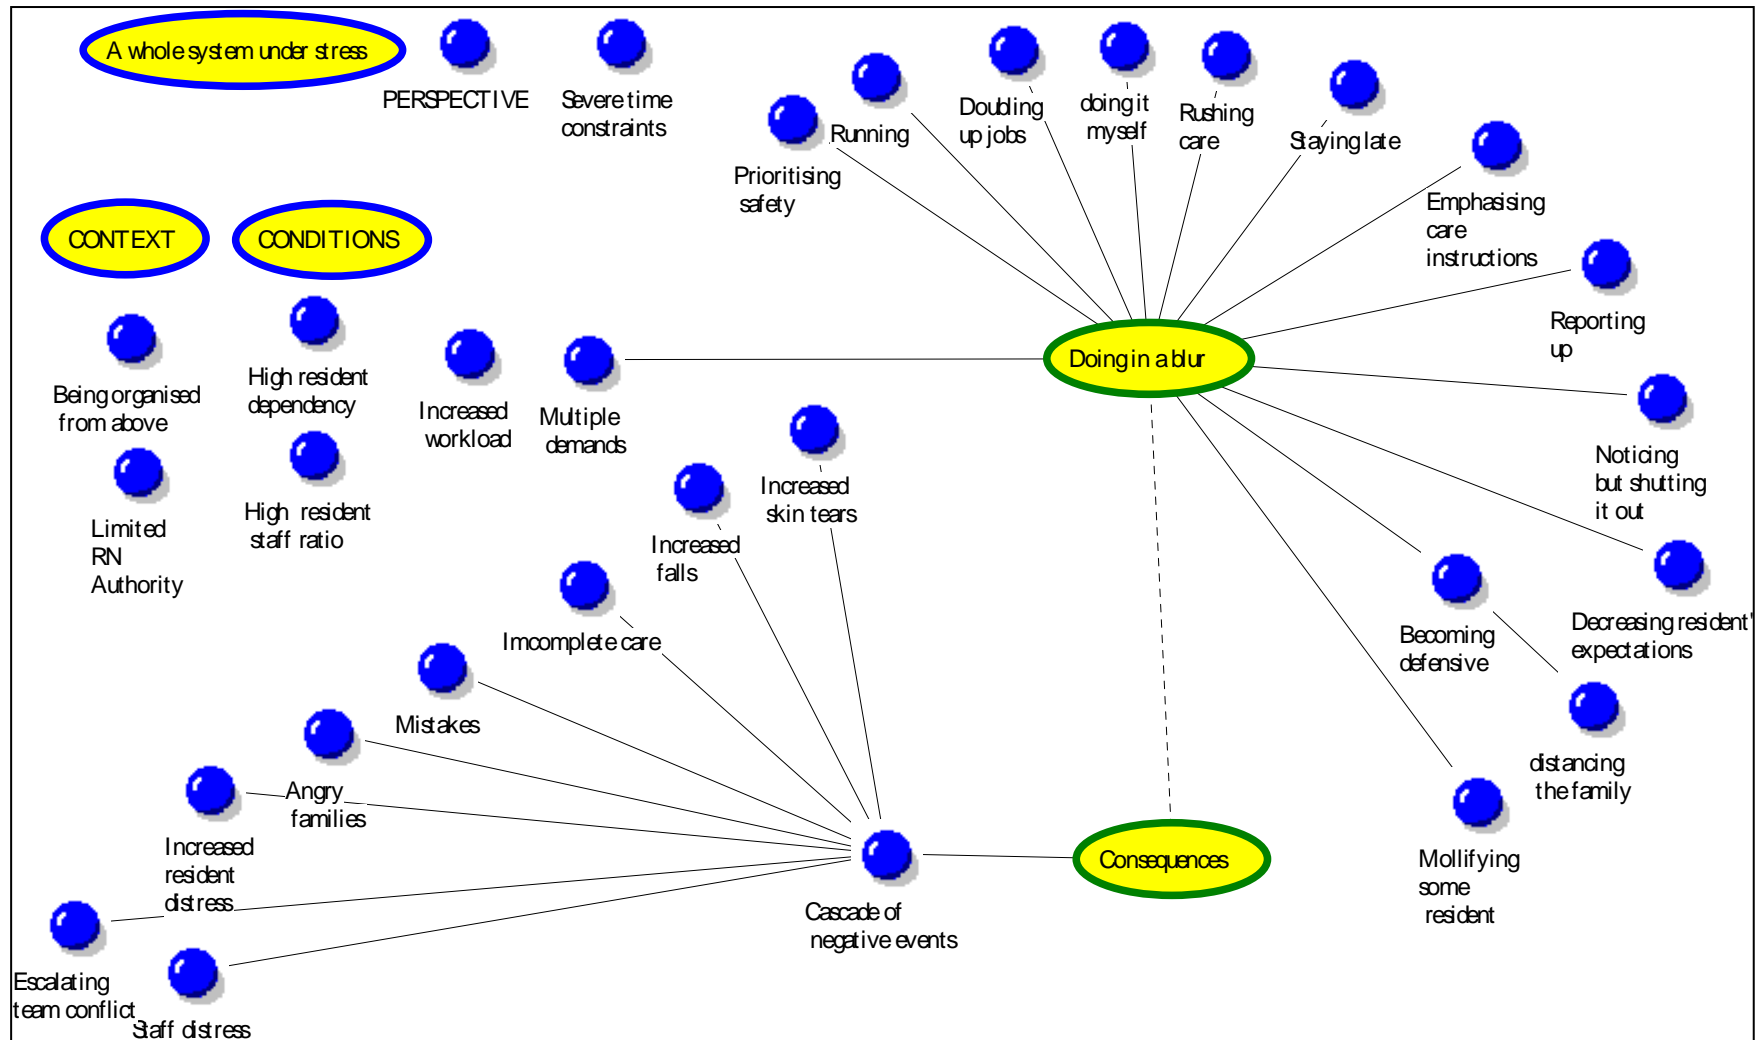 A whole system under stress
PERSPECTIVE
Severe time
constraints
Prioritising
safety
Running
Doubling
up jobs
doing it
myself
Rushing
care
Staying late
Emphasising
care
instructions
Reporting
up
CONTEXT
CONDITIONS
Being organised
from above
High resident
dependency
Increased
workload
Multiple
demands
Doing in a blur
Limited
RN
Authority
High resident
staff ratio
Increased
skin tears
Increased
falls
Imcomplete care
Mistakes
Angry
families
Increased
resident
distress
Escalating
team conflict
Staff distress
Cascade of
negative events
Consequences
Noticing
but shutting
it out
Decreasing resident'
expectations
Becoming
defensive
distancing
the family
Mollifying
some
resident